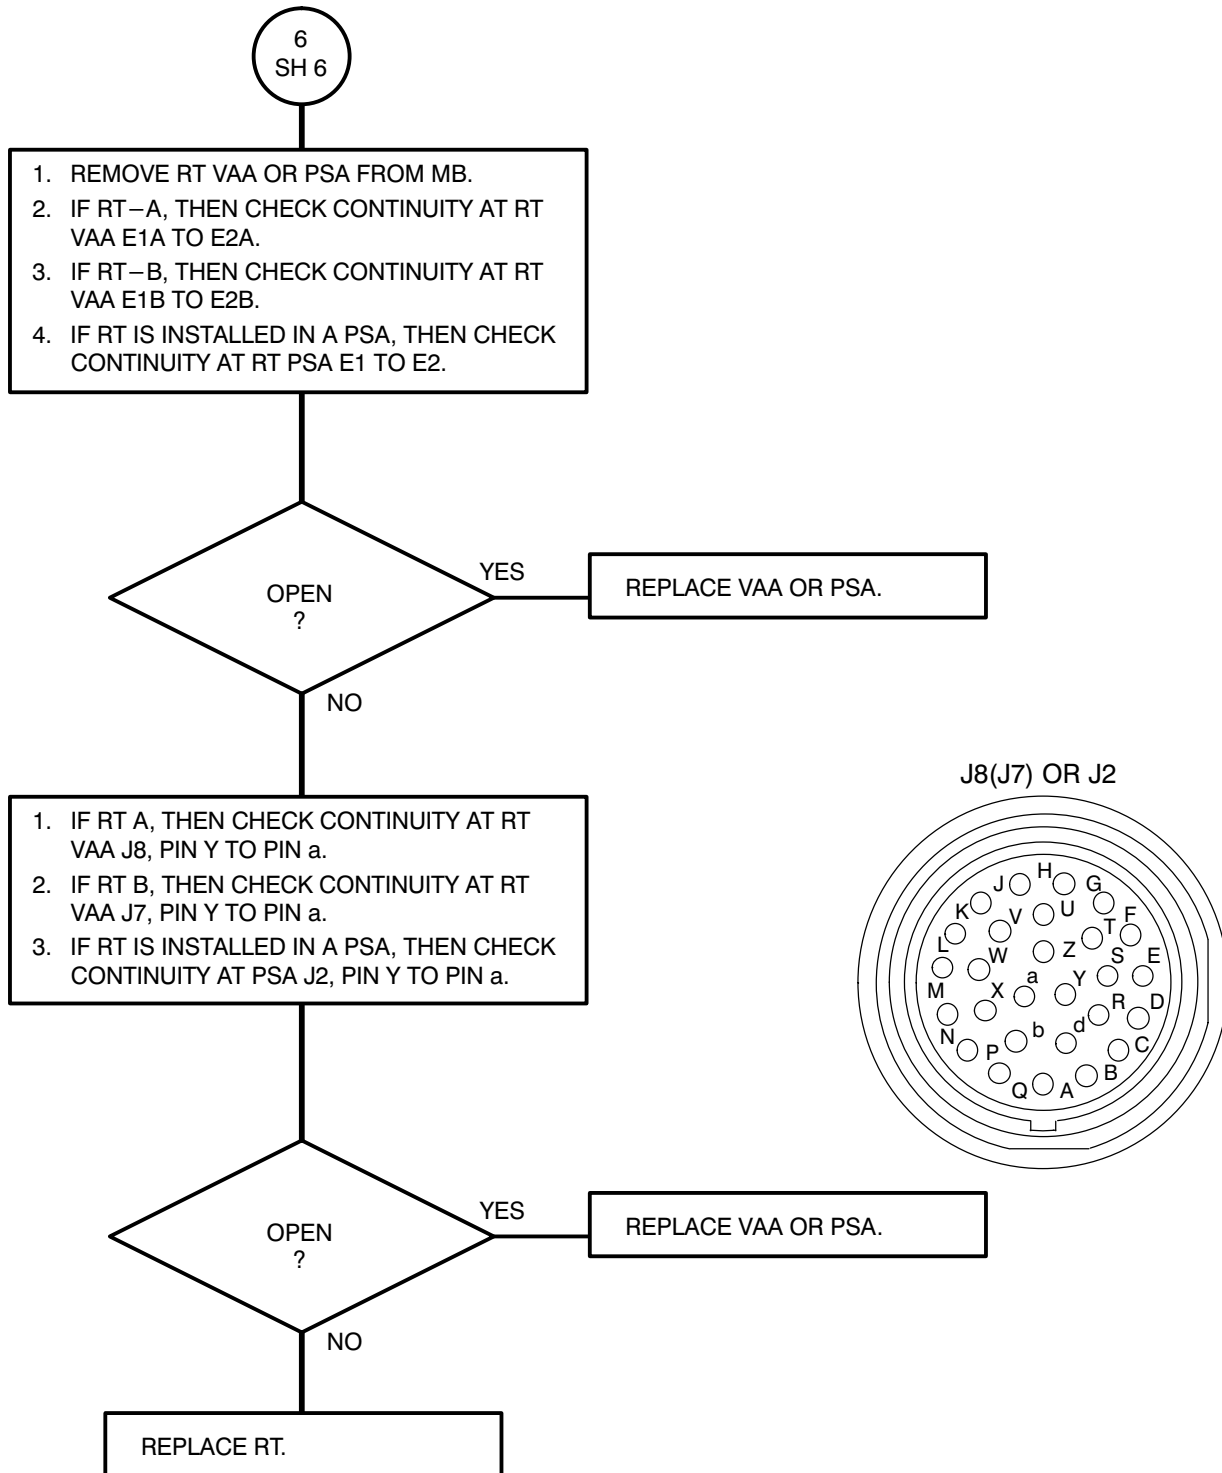 6
SH 6
1. REMOVE RT VAA OR PSA FROM MB.
2. IF RT−A, THEN CHECK CONTINUITY AT RT
VAA E1A TO E2A.
3. IF RT−B, THEN CHECK CONTINUITY AT RT
VAA E1B TO E2B.
4. IF RT IS INSTALLED IN A PSA, THEN CHECK
CONTINUITY AT RT PSA E1 TO E2.
OPEN
?
YES
REPLACE VAA OR PSA.
NO
1. IF RT A, THEN CHECK CONTINUITY AT RT
VAA J8, PIN Y TO PIN a.
2. IF RT B, THEN CHECK CONTINUITY AT RT
VAA J7, PIN Y TO PIN a.
3. IF RT IS INSTALLED IN A PSA, THEN CHECK
CONTINUITY AT PSA J2, PIN Y TO PIN a.
J8(J7) OR J2
J H G
K V U T F
L W Z S E
M X a Y R D
N P b d C
Q A B
OPEN
?
YES
REPLACE VAA OR PSA.
NO
REPLACE RT.